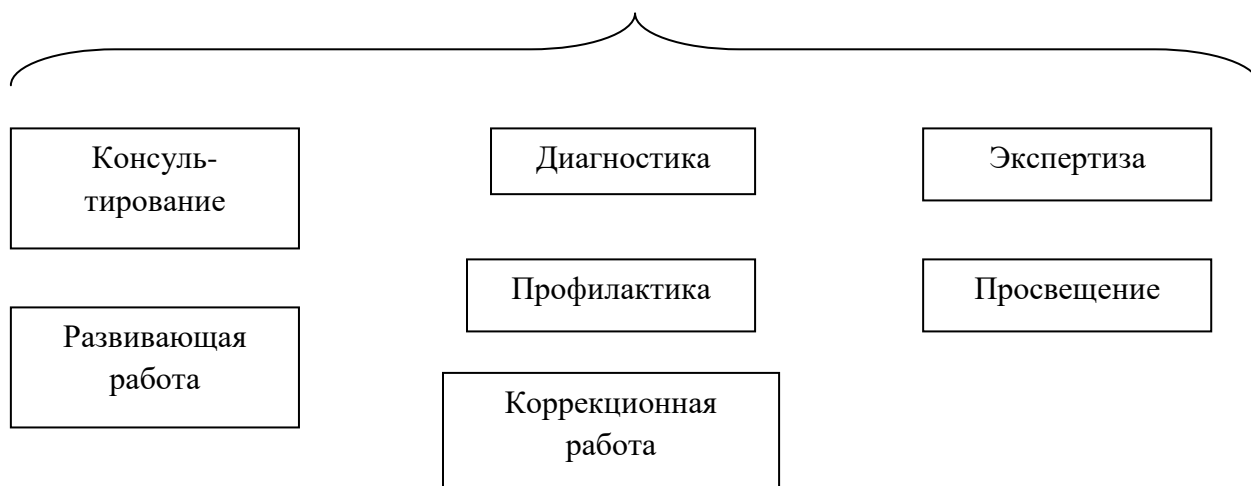 Консуль-
тирование
Диагностика
Экспертиза
Профилактика
Просвещение
Развивающая
работа
Коррекционная
работа